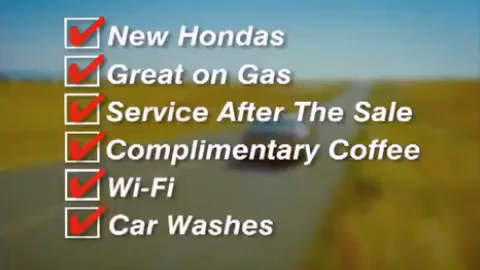 New Hondas
Great on Gas
Service After The Sale
Complimentary Coffee
Wi-Fi
Car Washes